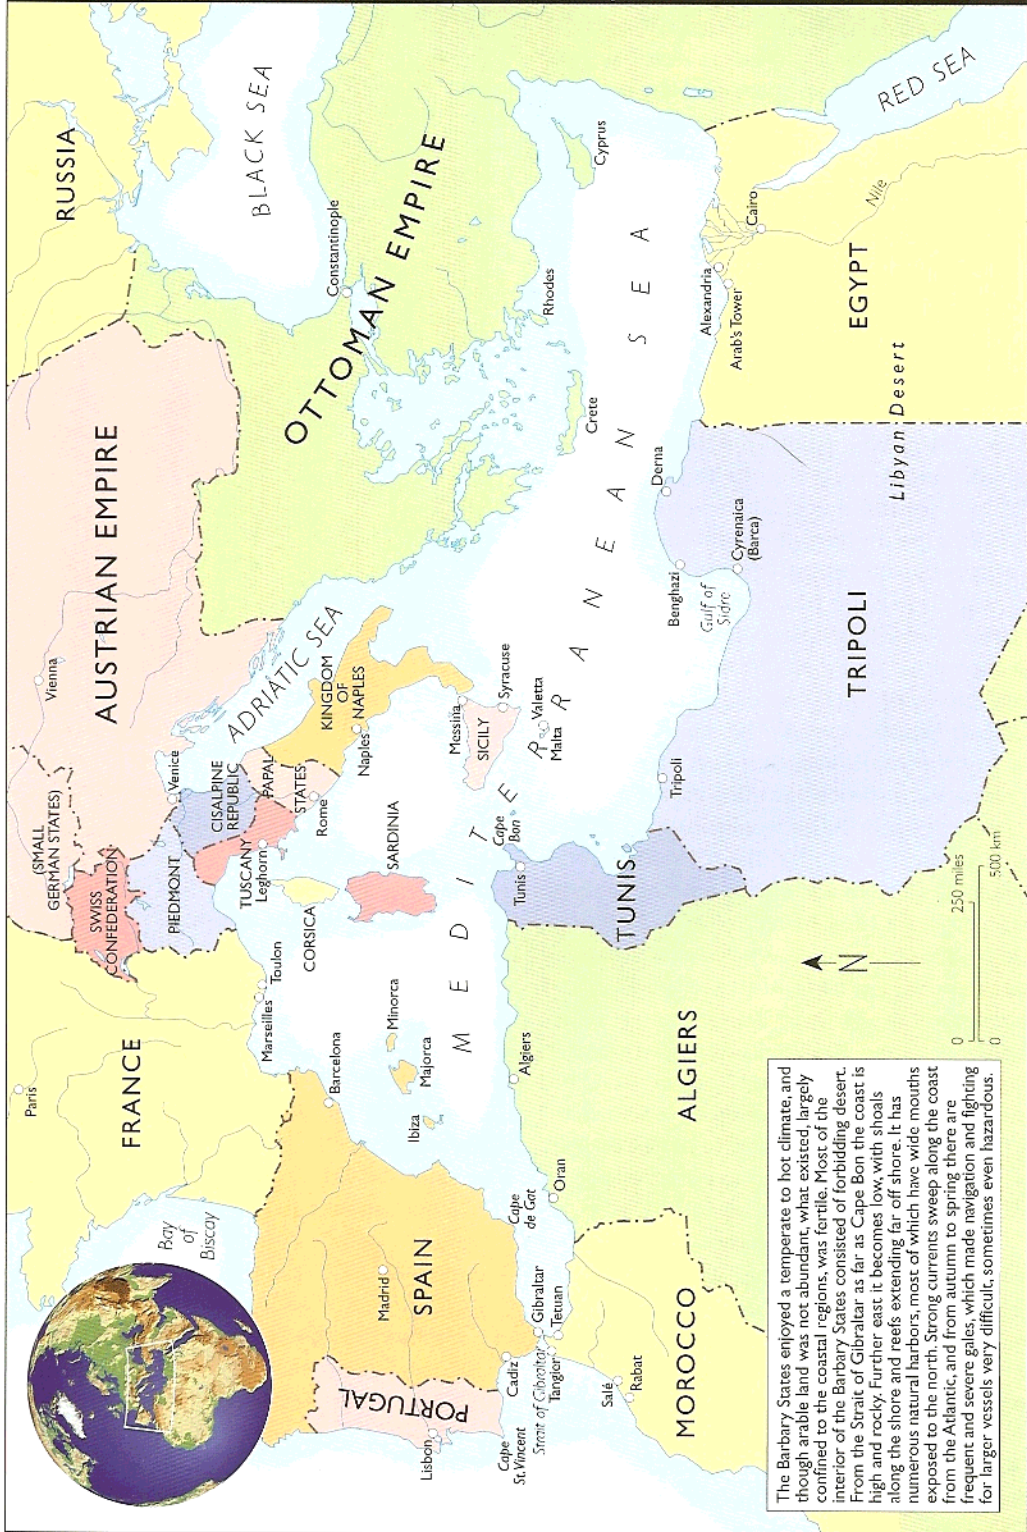 RUSSIA
BLACK SEA
Constantinople
OTTOMAN EMPIRE
AUSTRIAN EMPIRE
Vienna
(SMALL
GERMAN STATES)
SWISS
CONFEDERATION
PIEDMONT
Venice
CISALPINE
REPUBLIC
TUSCANY
Leghorn
PAPAL
STATES
Rome
ADRIATIC SEA
KINGDOM
OF
NAPLES
Naples
Paris
FRANCE
Bay
of
Biscay
Marseilles
Toulon
CORSICA
SARDINIA
Barcelona
Minorca
Majorca
Ibiza
Madrid
SPAIN
PORTUGAL
Lisbon
Cape
St. Vincent
Cadiz
Strait of Gibraltar
Gibraltar
Tangier
Tetuan
Cape
de Gat
Oran
Algiers
Salé
Rabat
MOROCCO
ALGIERS
Tunis
Cape
Bon
TUNIS
Messina
SICILY
Syracuse
Valetta
Malta
MEDITERRANEAN SEA
Tripoli
TRIPOLI
Benghazi
Gulf of
Sidre
Cyrenaica
(Barca)
Derna
Crete
Rhodes
Cyprus
Alexandria
Arab's Tower
Cairo
Nile
EGYPT
Libyan Desert
RED SEA
N
0 250 miles
0 500 km
The Barbary States enjoyed a temperate to hot climate, and
though arable land was not abundant, what existed, largely
confined to the coastal regions, was fertile. Most of the
interior of the Barbary States consisted of forbidding desert.
From the Strait of Gibraltar as far as Cape Bon the coast is
high and rocky. Further east it becomes low, with shoals
along the shore and reefs extending far off shore. It has
numerous natural harbors, most of which have wide mouths
exposed to the north. Strong currents sweep along the coast
from the Atlantic, and from autumn to spring there are
frequent and severe gales, which made navigation and fighting
for larger vessels very difficult, sometimes even hazardous.